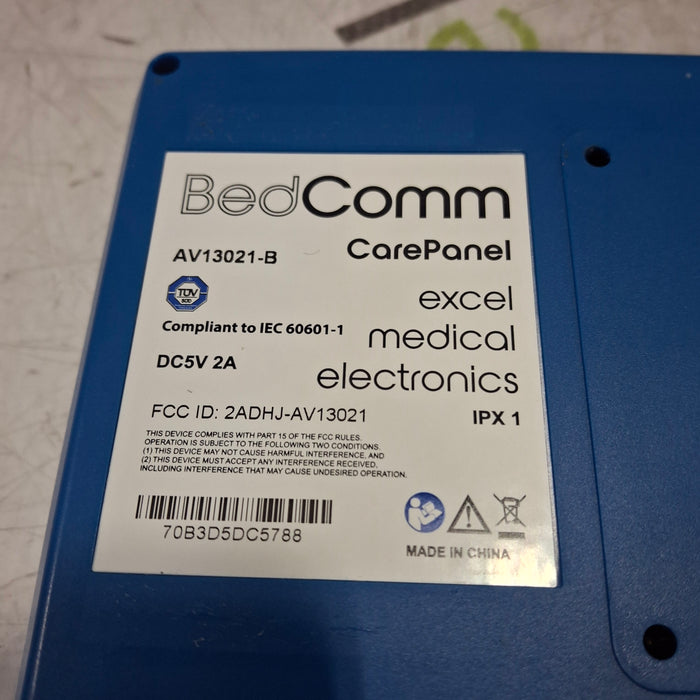 BedComm
CarePanel
AV13021-B
TÜV
SÜD
excel
medical
electronics
Compliant to IEC 60601-1
DC5V 2A
FCC ID: 2ADHJ-AV13021
IPX 1
THIS DEVICE COMPLIES WITH PART 15 OF THE FCC RULES.
OPERATION IS SUBJECT TO THE FOLLOWING TWO CONDITIONS.
(1) THIS DEVICE MAY NOT CAUSE HARMFUL INTERFERENCE, AND
(2) THIS DEVICE MUST ACCEPT ANY INTERFERENCE RECEIVED,
INCLUDING INTERFERENCE THAT MAY CAUSE UNDESIRED OPERATION.
70B3D5DC5788
MADE IN CHINA